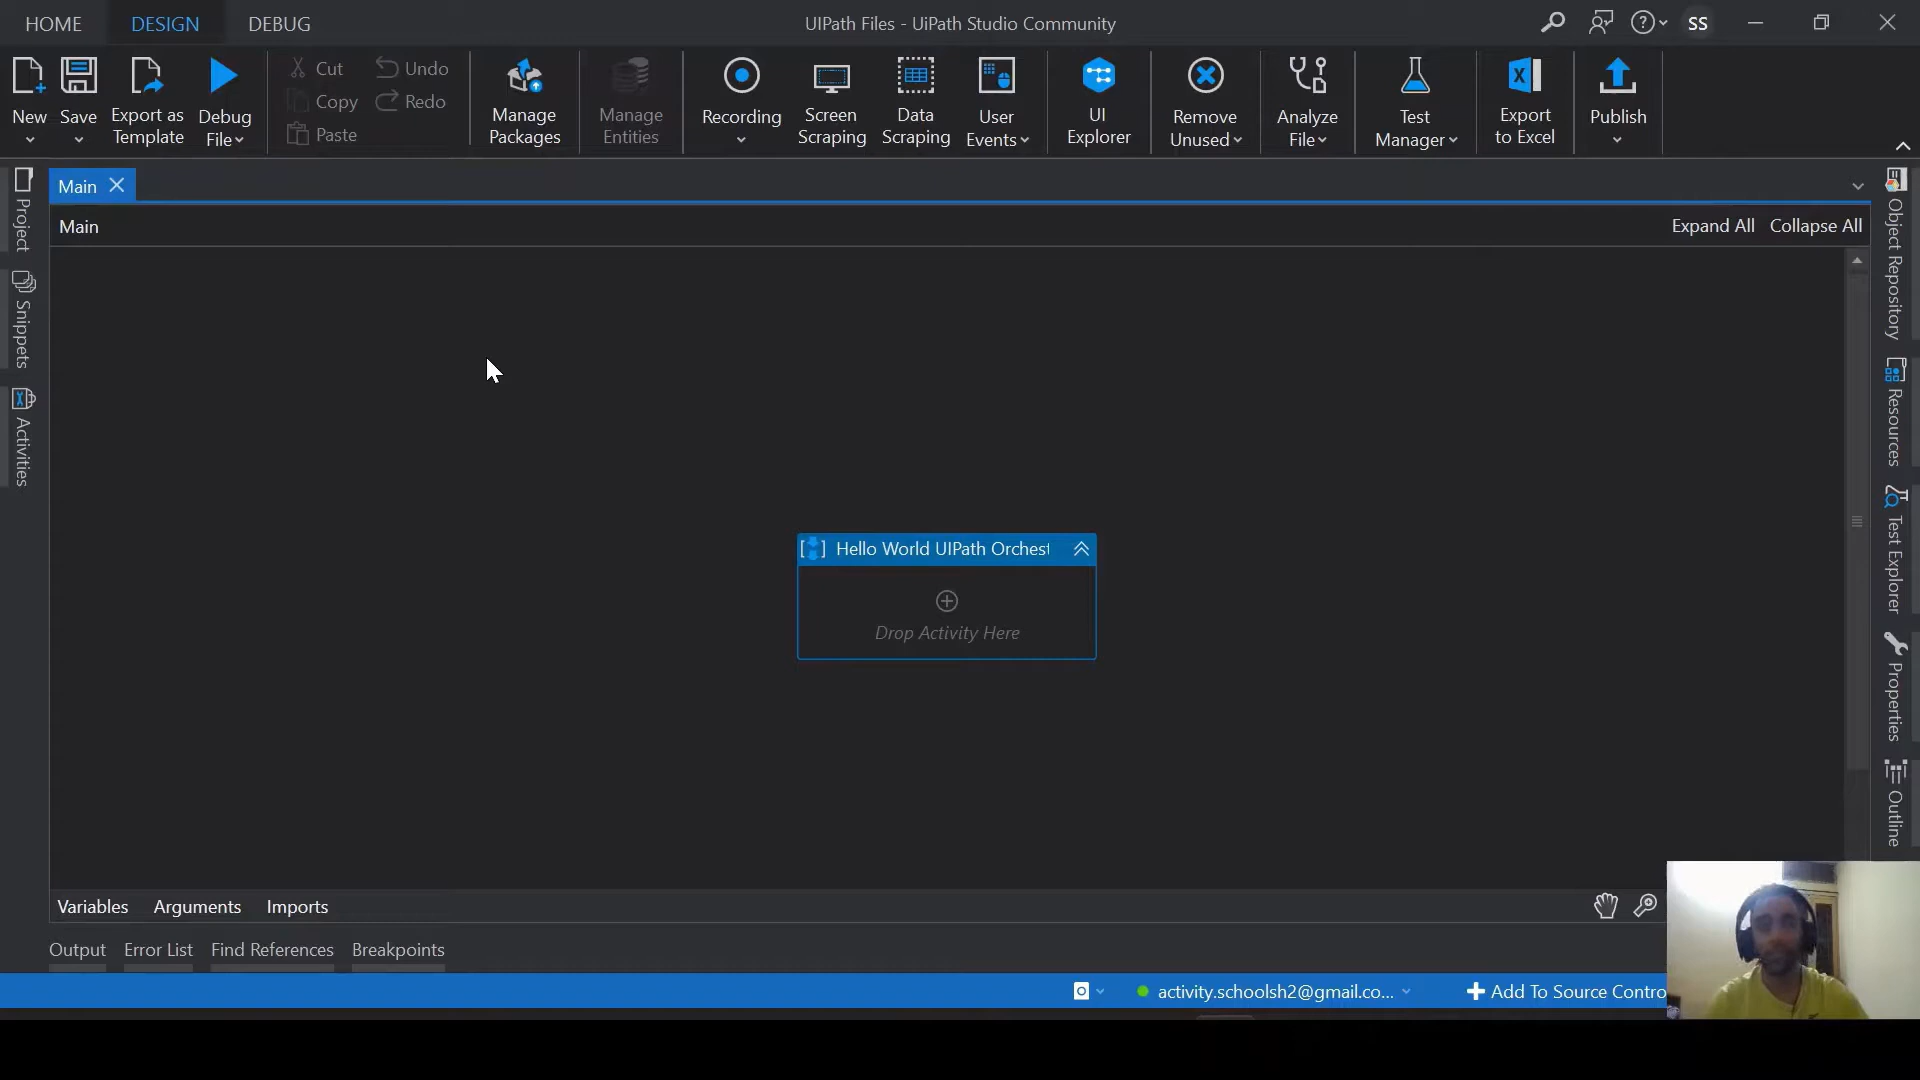 HOME DESIGN DEBUG UIPath Files - UiPath Studio Community SS
New Save Export as Template Debug File Cut Copy Paste Undo Redo Manage Packages Manage Entities Recording Screen Scraping Data Scraping User Events UI Explorer Remove Unused Analyze File Test Manager Export to Excel Publish
Main
Main Expand All Collapse All
Project
Snippets
Activities
Hello World UIPath Orchest
Drop Activity Here
Object Repository
Resources
Test Explorer
Properties
Outline
Variables Arguments Imports
Output Error List Find References Breakpoints
activity.schoolsh2@gmail.co... Add To Source Contro